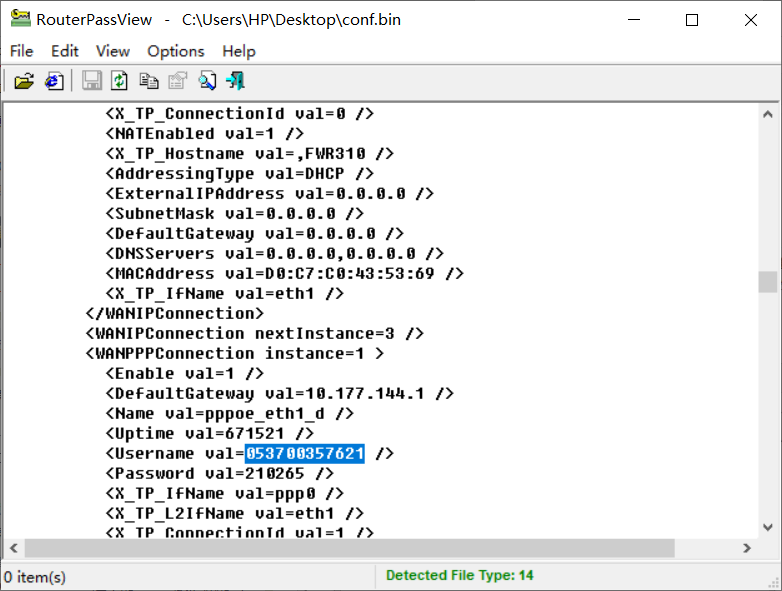 RouterPassView - C:\Users\HP\Desktop\conf.bin
File Edit View Options Help
<X_TP_ConnectionId val=0 />
<NATEnabled val=1 />
<X_TP_Hostname val=,FWR310 />
<AddressingType val=DHCP />
<ExternalIPAddress val=0.0.0.0 />
<SubnetMask val=0.0.0.0 />
<DefaultGateway val=0.0.0.0 />
<DNSServers val=0.0.0.0,0.0.0.0 />
<MACAddress val=D0:C7:C0:43:53:69 />
<X_TP_IfName val=eth1 />
</WANIPConnection>
<WANIPConnection nextInstance=3 />
<WANPPPConnection instance=1 >
<Enable val=1 />
<DefaultGateway val=10.177.144.1 />
<Name val=pppoe_eth1_d />
<Uptime val=671521 />
<Username val=053700357621 />
<Password val=210265 />
<X_TP_IfName val=ppp0 />
<X_TP_L2IfName val=eth1 />
<X_TP_ConnectionId val=1 />
0 item(s)
Detected File Type: 14